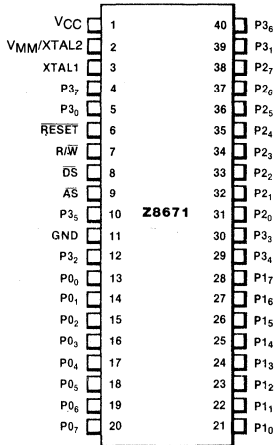 VCC 1 40 P36
VMM/XTAL2 2 39 P31
XTAL1 3 38 P27
P37 4 37 P26
P30 5 36 P25
RESET 6 35 P24
R/W 7 34 P23
DS 8 33 P22
AS 9 32 P21
P35 10 Z8671 31 P20
GND 11 30 P33
P32 12 29 P34
P00 13 28 P17
P01 14 27 P16
P02 15 26 P15
P03 16 25 P14
P04 17 24 P13
P05 18 23 P12
P06 19 22 P11
P07 20 21 P10